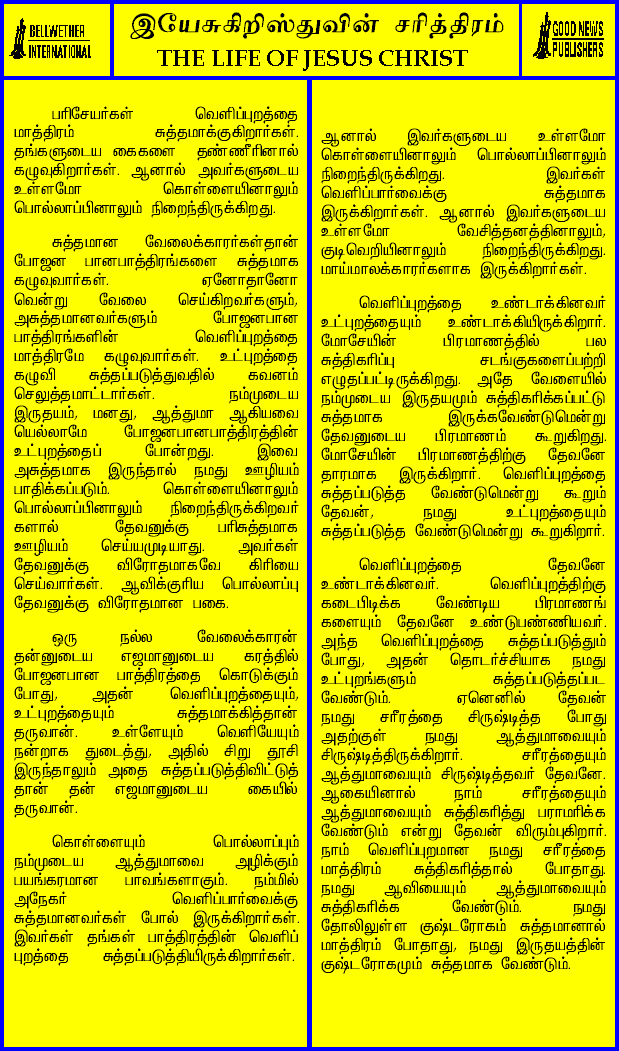 BELLWETHER
INTERNATIONAL
இயேசுகிறிஸ்துவின் சரித்திரம்
THE LIFE OF JESUS CHRIST
GOOD NEWS
PUBLISHERS
பரிசேயர்கள் வெளிப்புறத்தை
மாத்திரம் சுத்தமாக்குகிறார்கள்.
தங்களுடைய கைகளை தண்ணீரினால்
கழுவுகிறார்கள். ஆனால் அவர்களுடைய
உள்ளமோ கொள்ளையினாலும்
பொல்லாப்பினாலும் நிறைந்திருக்கிறது.
சுத்தமான வேலைக்காரர்கள்தான்
போஜன பானபாத்திரங்களை சுத்தமாக
கழுவுவார்கள். ஏனோதானோ
வென்று வேலை செய்கிறவர்களும்,
அசுத்தமானவர்களும் போஜனபான
பாத்திரங்களின் வெளிப்புறத்தை
மாத்திரமே கழுவுவார்கள். உட்புறத்தை
கழுவி சுத்தப்படுத்துவதில் கவனம்
செலுத்தமாட்டார்கள். நம்முடைய
இருதயம், மனது, ஆத்துமா ஆகியவை
யெல்லாமே போஜனபானபாத்திரத்தின்
உட்புறத்தைப் போன்றது. இவை
அசுத்தமாக இருந்தால் நமது ஊழியம்
பாதிக்கப்படும். கொள்ளையினாலும்
பொல்லாப்பினாலும் நிறைந்திருக்கிறவர்
களால் தேவனுக்கு பரிசுத்தமாக
ஊழியம் செய்யமுடியாது. அவர்கள்
தேவனுக்கு விரோதமாகவே கிரியை
செய்வார்கள். ஆவிக்குரிய பொல்லாப்பு
தேவனுக்கு விரோதமான பகை.
ஒரு நல்ல வேலைக்காரன்
தன்னுடைய எஜமானுடைய கரத்தில்
போஜனபான பாத்திரத்தை கொடுக்கும்
போது, அதன் வெளிப்புறத்தையும்,
உட்புறத்தையும் சுத்தமாக்கித்தான்
தருவான். உள்ளேயும் வெளியேயும்
நன்றாக துடைத்து, அதில் சிறு தூசி
இருந்தாலும் அதை சுத்தப்படுத்திவிட்டுத்
தான் தன் எஜமானுடைய கையில்
தருவான்.
கொள்ளையும் பொல்லாப்பும்
நம்முடைய ஆத்துமாவை அழிக்கும்
பயங்கரமான பாவங்களாகும். நம்மில்
அநேகர் வெளிப்பார்வைக்கு
சுத்தமானவர்கள் போல் இருக்கிறார்கள்.
இவர்கள் தங்கள் பாத்திரத்தின் வெளிப்
புறத்தை சுத்தப்படுத்தியிருக்கிறார்கள்.
ஆனால் இவர்களுடைய உள்ளமோ
கொள்ளையினாலும் பொல்லாப்பினாலும்
நிறைந்திருக்கிறது. இவர்கள்
வெளிப்பார்வைக்கு சுத்தமாக
இருக்கிறார்கள். ஆனால் இவர்களுடைய
உள்ளமோ வேசித்தனத்தினாலும்,
குடிவெறியினாலும் நிறைந்திருக்கிறது.
மாய்மாலக்காரர்களாக இருக்கிறார்கள்.
வெளிப்புறத்தை உண்டாக்கினவர்
உட்புறத்தையும் உண்டாக்கியிருக்கிறார்.
மோசேயின் பிரமாணத்தில் பல
சுத்திகரிப்பு சடங்குகளைப்பற்றி
எழுதப்பட்டிருக்கிறது. அதே வேளையில்
நம்முடைய இருதயமும் சுத்திகரிக்கப்பட்டு
சுத்தமாக இருக்கவேண்டுமென்று
தேவனுடைய பிரமாணம் கூறுகிறது.
மோசேயின் பிரமாணத்திற்கு தேவனே
தாரமாக இருக்கிறார். வெளிப்புறத்தை
சுத்தப்படுத்த வேண்டுமென்று கூறும்
தேவன், நமது உட்புறத்தையும்
சுத்தப்படுத்த வேண்டுமென்று கூறுகிறார்.
வெளிப்புறத்தை தேவனே
உண்டாக்கினவர். வெளிப்புறத்திற்கு
கடைபிடிக்க வேண்டிய பிரமாணங்
களையும் தேவனே உண்டுபண்ணியவர்.
அந்த வெளிப்புறத்தை சுத்தப்படுத்தும்
போது, அதன் தொடர்ச்சியாக நமது
உட்புறங்களும் சுத்தப்படுத்தப்பட
வேண்டும். ஏனெனில் தேவன்
நமது சரீரத்தை சிருஷ்டித்த போது
அதற்குள் நமது ஆத்துமாவையும்
சிருஷ்டித்திருக்கிறார். சரீரத்தையும்
ஆத்துமாவையும் சிருஷ்டித்தவர் தேவனே.
ஆகையினால் நாம் சரீரத்தையும்
ஆத்துமாவையும் சுத்திகரித்து பராமரிக்க
வேண்டும் என்று தேவன் விரும்புகிறார்.
நாம் வெளிப்புறமான நமது சரீரத்தை
மாத்திரம் சுத்திகரித்தால் போதாது.
நமது ஆவியையும் ஆத்துமாவையும்
சுத்திகரிக்க வேண்டும். நமது
தோலிலுள்ள குஷ்டரோகம் சுத்தமானால்
மாத்திரம் போதாது, நமது இருதயத்தின்
குஷ்டரோகமும் சுத்தமாக வேண்டும்.